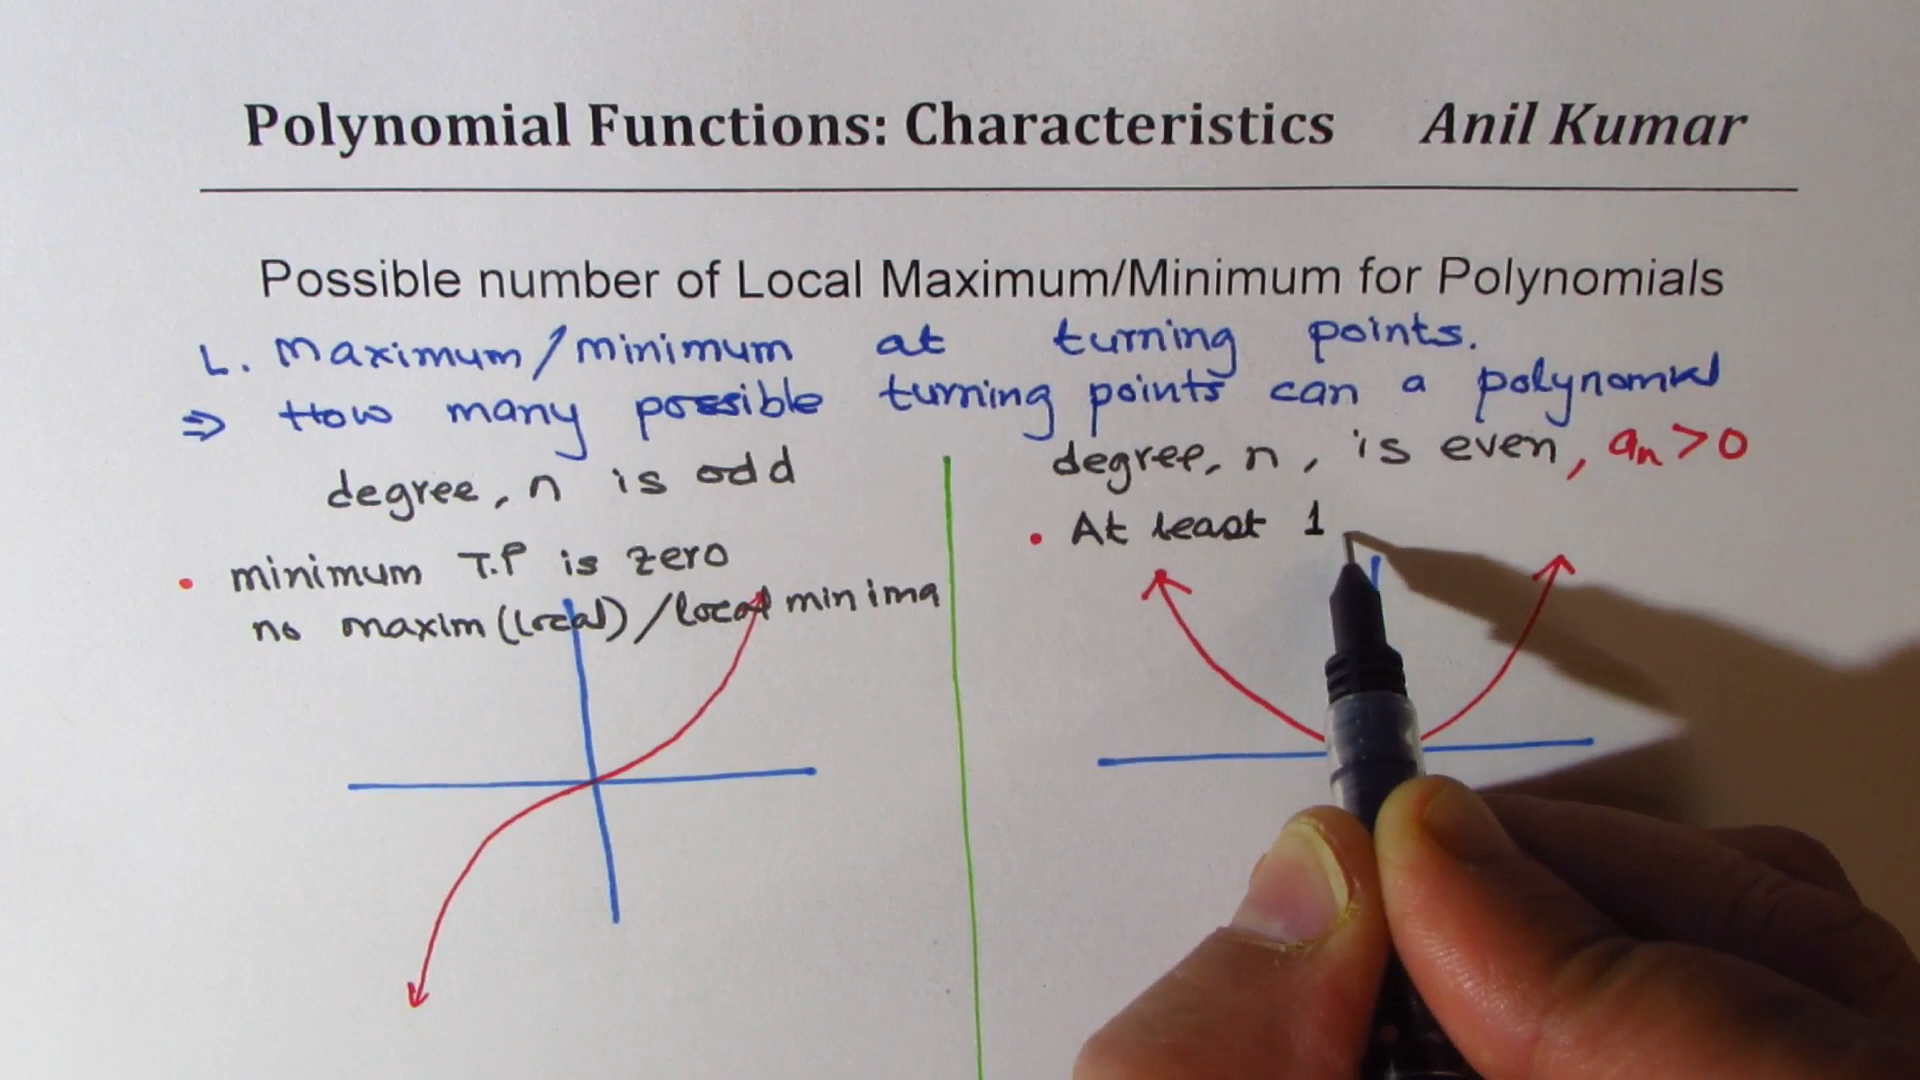 Polynomial Functions: Characteristics Anil Kumar
Possible number of Local Maximum/Minimum for Polynomials
L. Maximum/minimum at turning points.
⇒ How many possible turning points can a polynomial
degree, n is odd
• minimum T.P is zero
no maxim (local)/local minima
degree, n, is even, aₙ > 0
• At least 1